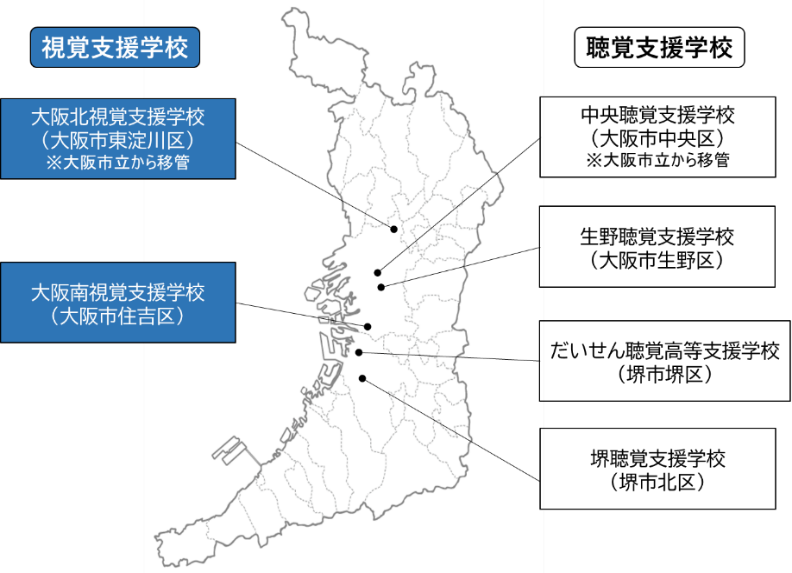 視覚支援学校
大阪北視覚支援学校
（大阪市東淀川区）
※大阪市立から移管
大阪南視覚支援学校
（大阪市住吉区）
聴覚支援学校
中央聴覚支援学校
（大阪市中央区）
※大阪市立から移管
生野聴覚支援学校
（大阪市生野区）
だいせん聴覚高等支援学校
（堺市堺区）
堺聴覚支援学校
（堺市北区）